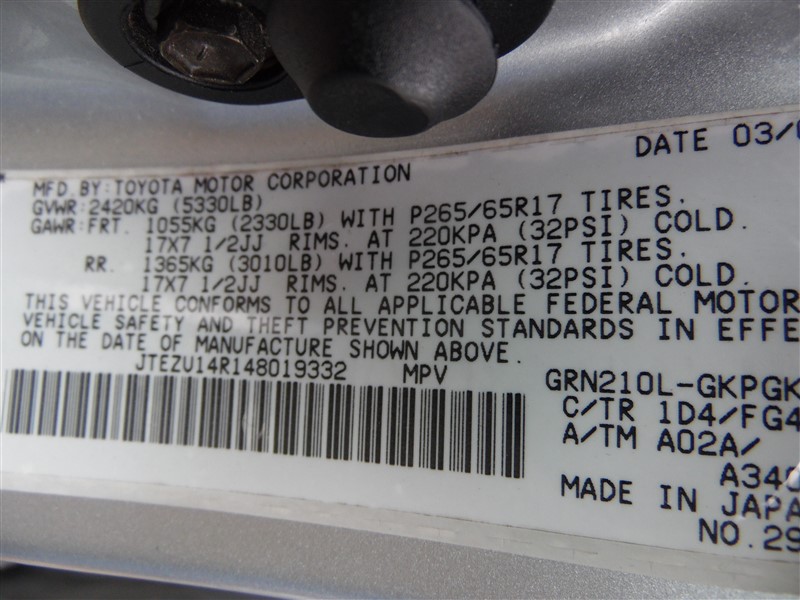 DATE 03/0
MFD BY:TOYOTA MOTOR CORPORATION
GVWR:2420KG (5330LB)
GAWR:FRT. 1055KG (2330LB) WITH P265/65R17 TIRES.
17X7 1/2JJ RIMS. AT 220KPA (32PSI) COLD.
RR. 1365KG (3010LB) WITH P265/65R17 TIRES.
17X7 1/2JJ RIMS. AT 220KPA (32PSI) COLD.
THIS VEHICLE CONFORMS TO ALL APPLICABLE FEDERAL MOTOR
VEHICLE SAFETY AND THEFT PREVENTION STANDARDS IN EFFE
ON THE DATE OF MANUFACTURE SHOWN ABOVE.
JTEZU14R148019332 MPV
GRN210L-GKPGK
C/TR 1D4/FG4
A/TM A02A/
A340
MADE IN JAPA
NO.29